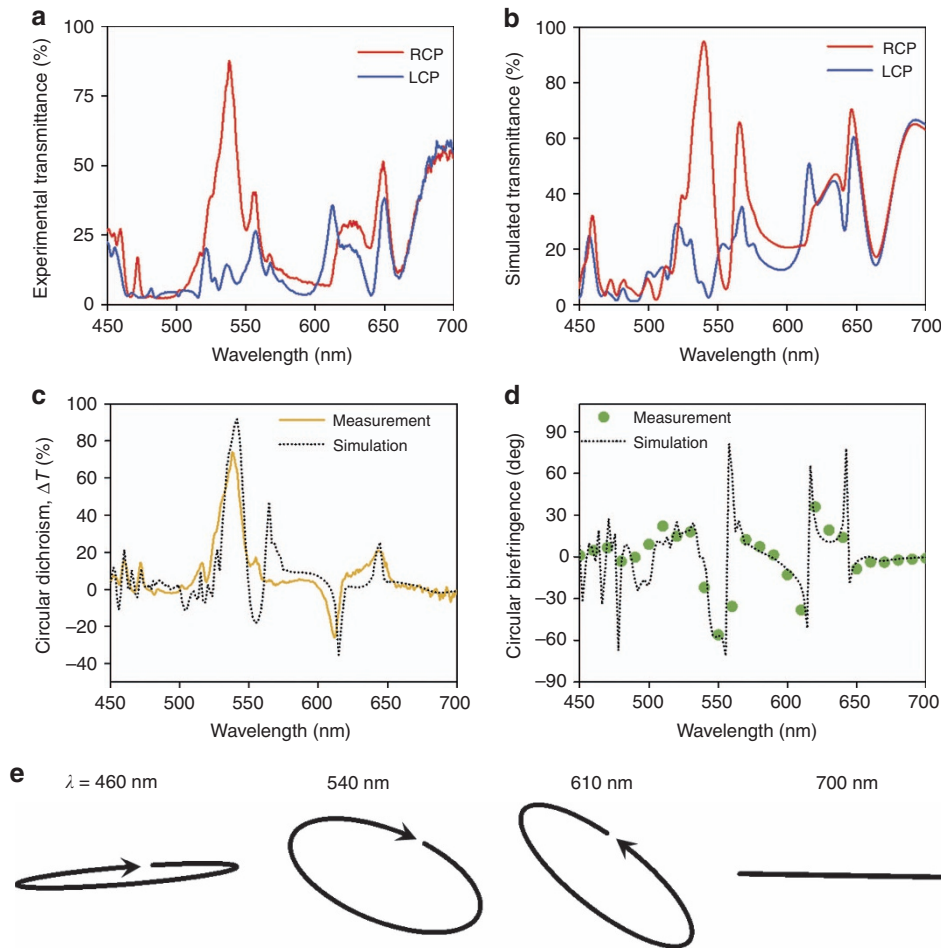 a
100
75
50
25
0
Experimental transmittance (%)
RCP
LCP
450 500 550 600 650 700
Wavelength (nm)
b
100
80
60
40
20
0
Simulated transmittance (%)
RCP
LCP
450 500 550 600 650 700
Wavelength (nm)
c
100
80
60
40
20
0
–20
–40
Circular dichroism, ΔT (%)
Measurement
Simulation
450 500 550 600 650 700
Wavelength (nm)
d
90
60
30
0
–30
–60
–90
Circular birefringence (deg)
Measurement
Simulation
450 500 550 600 650 700
Wavelength (nm)
e
λ = 460 nm
540 nm
610 nm
700 nm